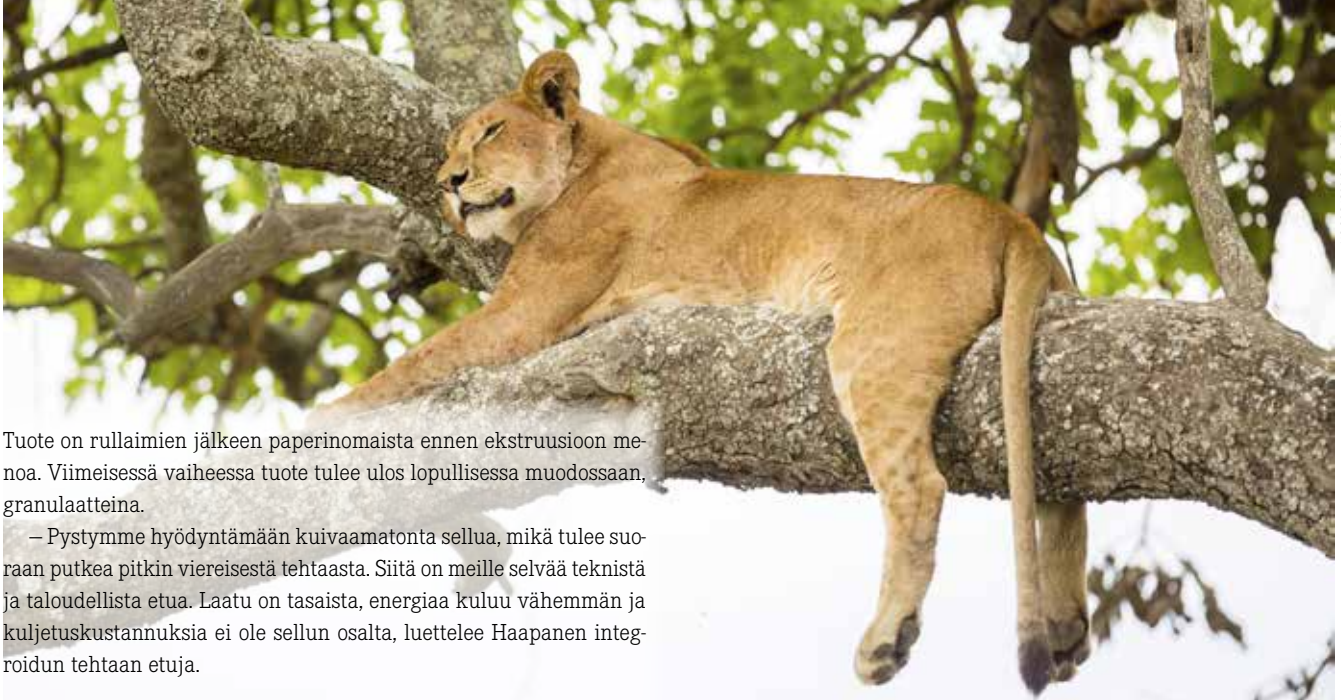 Tuote on rullaimien jälkeen paperinomaista ennen ekstruusioon me-
noa. Viimeisessä vaiheessa tuote tulee ulos lopullisessa muodossaan,
granulaatteina.
– Pystymme hyödyntämään kuivaamatonta sellua, mikä tulee suo-
raan putkea pitkin viereisestä tehtaasta. Siitä on meille selvää teknistä
ja taloudellista etua. Laatu on tasaista, energiaa kuluu vähemmän ja
kuljetuskustannuksia ei ole sellun osalta, luettelee Haapanen integ-
roidun tehtaan etuja.